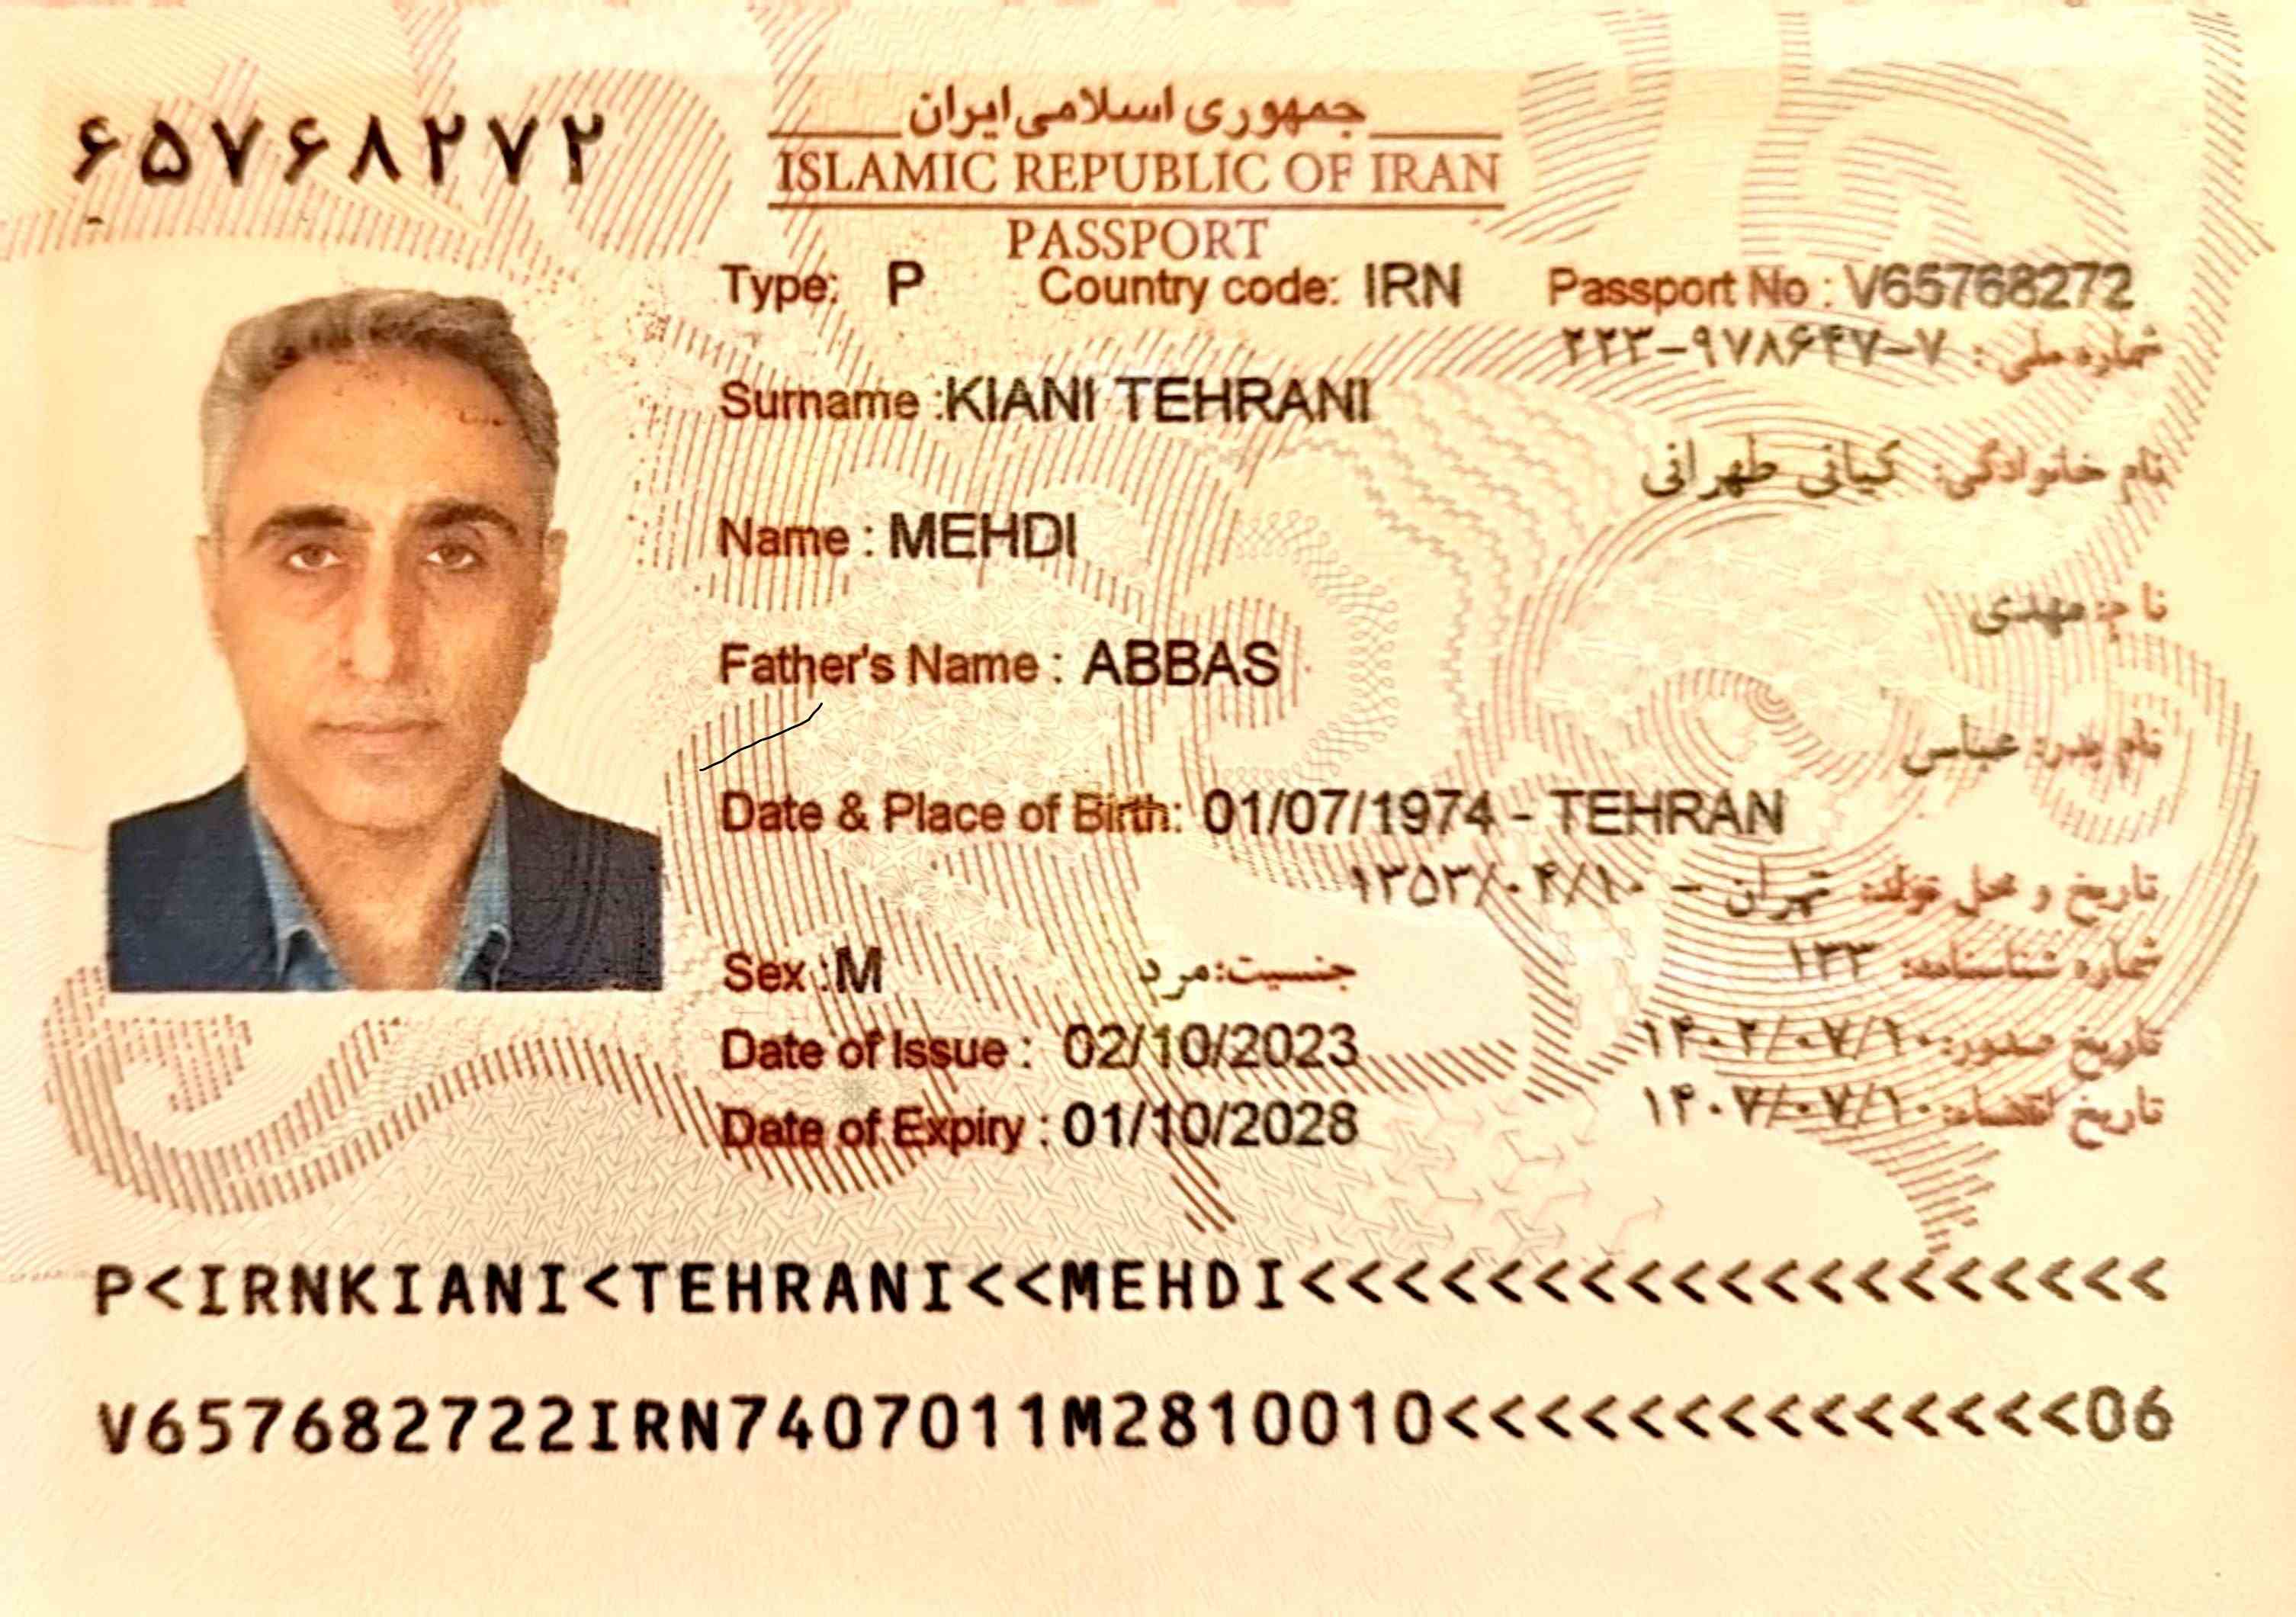 ۶۵۷۶۸۲۷۲
جمهوری اسلامی ایران
ISLAMIC REPUBLIC OF IRAN
PASSPORT
Type: P Country code: IRN Passport No : V65768272
شماره ملی : ۲۲۳-۹۷۸۶۴۷-۷
Surname :KIANI TEHRANI
نام خانوادگی: کیانی طهرانی
Name : MEHDI
نام: مهدی
Father's Name : ABBAS
نام پدر: عباس
Date & Place of Birth: 01/07/1974 - TEHRAN
تاریخ و محل تولد: تهران - ۱۳۵۳/۰۴/۱۰
شماره شناسنامه: ۱۳۳
Sex :M جنسیت: مرد
Date of Issue : 02/10/2023 تاریخ صدور: ۱۴۰۲/۰۷/۱۰
Date of Expiry : 01/10/2028 تاریخ انقضاء: ۱۴۰۷/۰۷/۱۰
P<IRNKIANI<TEHRANI<<MEHDI<<<<<<<<<<<<<<<<<<<
V657682722IRN7407011M2810010<<<<<<<<<<<<<<06